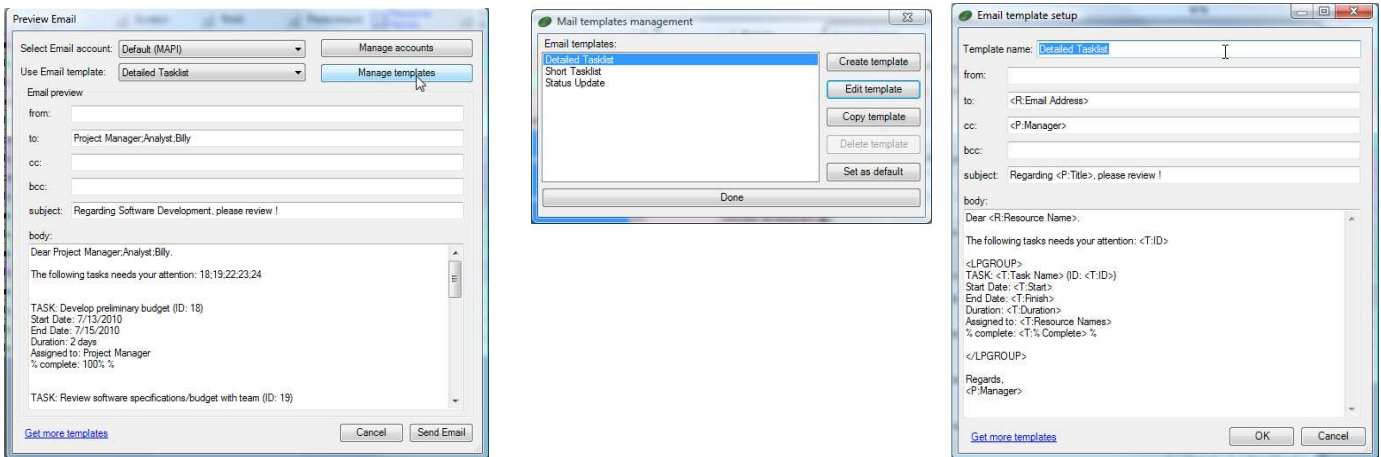 Preview Email
Select Email account: Default (MAPI) Manage accounts
Use Email template: Detailed Tasklist Manage templates
Email preview
from:
to: Project Manager;Analyst;Billy
cc:
bcc:
subject: Regarding Software Development, please review !
body:
Dear Project Manager;Analyst;Billy.
The following tasks needs your attention: 18;19;22;23;24
TASK: Develop preliminary budget (ID: 18)
Start Date: 7/13/2010
End Date: 7/15/2010
Duration: 2 days
Assigned to: Project Manager
% complete: 100% %
TASK: Review software specifications/budget with team (ID: 19)
Get more templates Cancel Send Email
Mail templates management
Email templates:
Detailed Tasklist
Short Tasklist
Status Update
Create template
Edit template
Copy template
Delete template
Set as default
Done
Email template setup
Template name: Detailed Tasklist
from:
to: <R:Email Address>
cc: <P:Manager>
bcc:
subject: Regarding <P:Title>, please review !
body:
Dear <R:Resource Name>.
The following tasks needs your attention: <T:ID>
<LPGROUP>
TASK: <T:Task Name> (ID: <T:ID>)
Start Date: <T:Start>
End Date: <T:Finish>
Duration: <T:Duration>
Assigned to: <T:Resource Names>
% complete: <T:% Complete> %
</LPGROUP>
Regards,
<P:Manager>
Get more templates OK Cancel